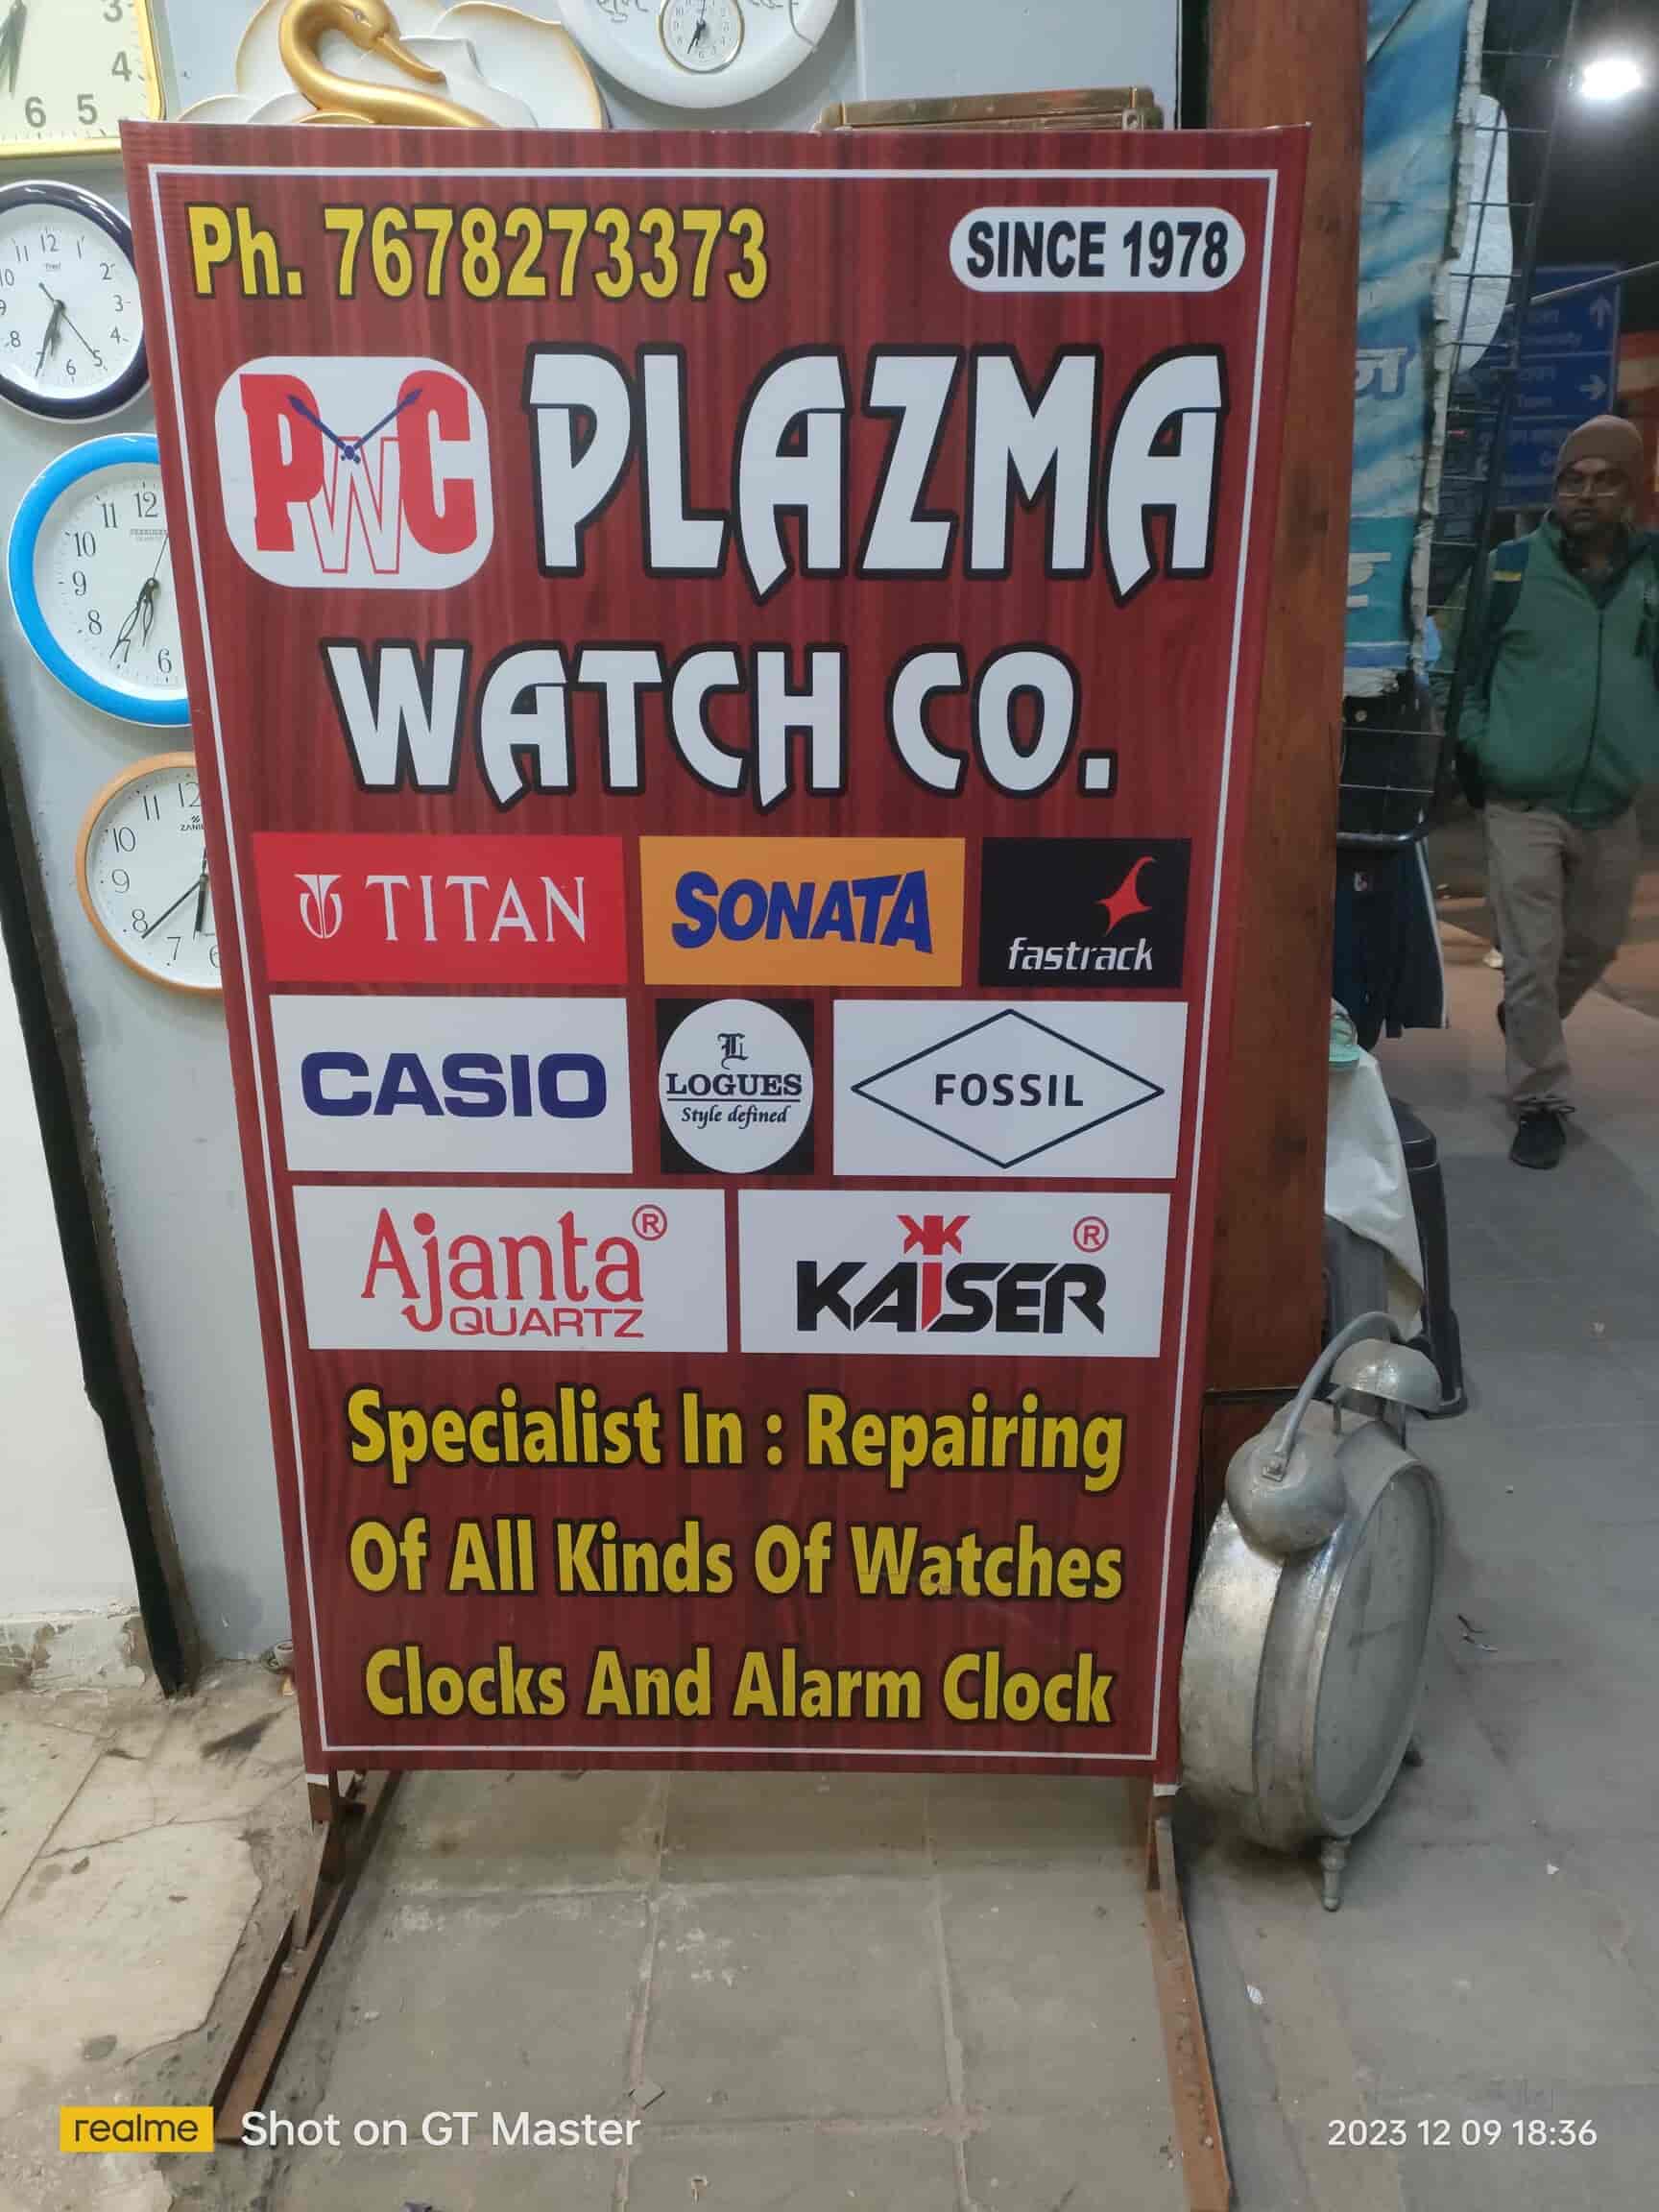 Ph. 7678273373
SINCE 1978
PWC
PLAZMA
WATCH CO.
TITAN
SONATA
fastrack
CASIO
L
LOGUES
Style defined
FOSSIL
Ajanta®
QUARTZ
KAISER ®
Specialist In : Repairing
Of All Kinds Of Watches
Clocks And Alarm Clock
realme Shot on GT Master
2023 12 09 18:36